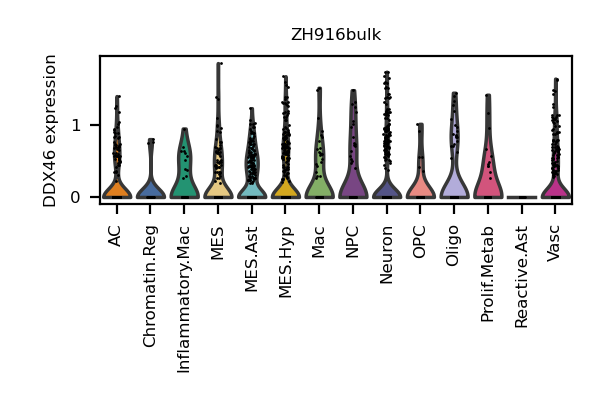 ZH916bulk
DDX46 expression
1
0
AC
Chromatin.Reg
Inflammatory.Mac
MES
MES.Ast
MES.Hyp
Mac
NPC
Neuron
OPC
Oligo
Prolif.Metab
Reactive.Ast
Vasc